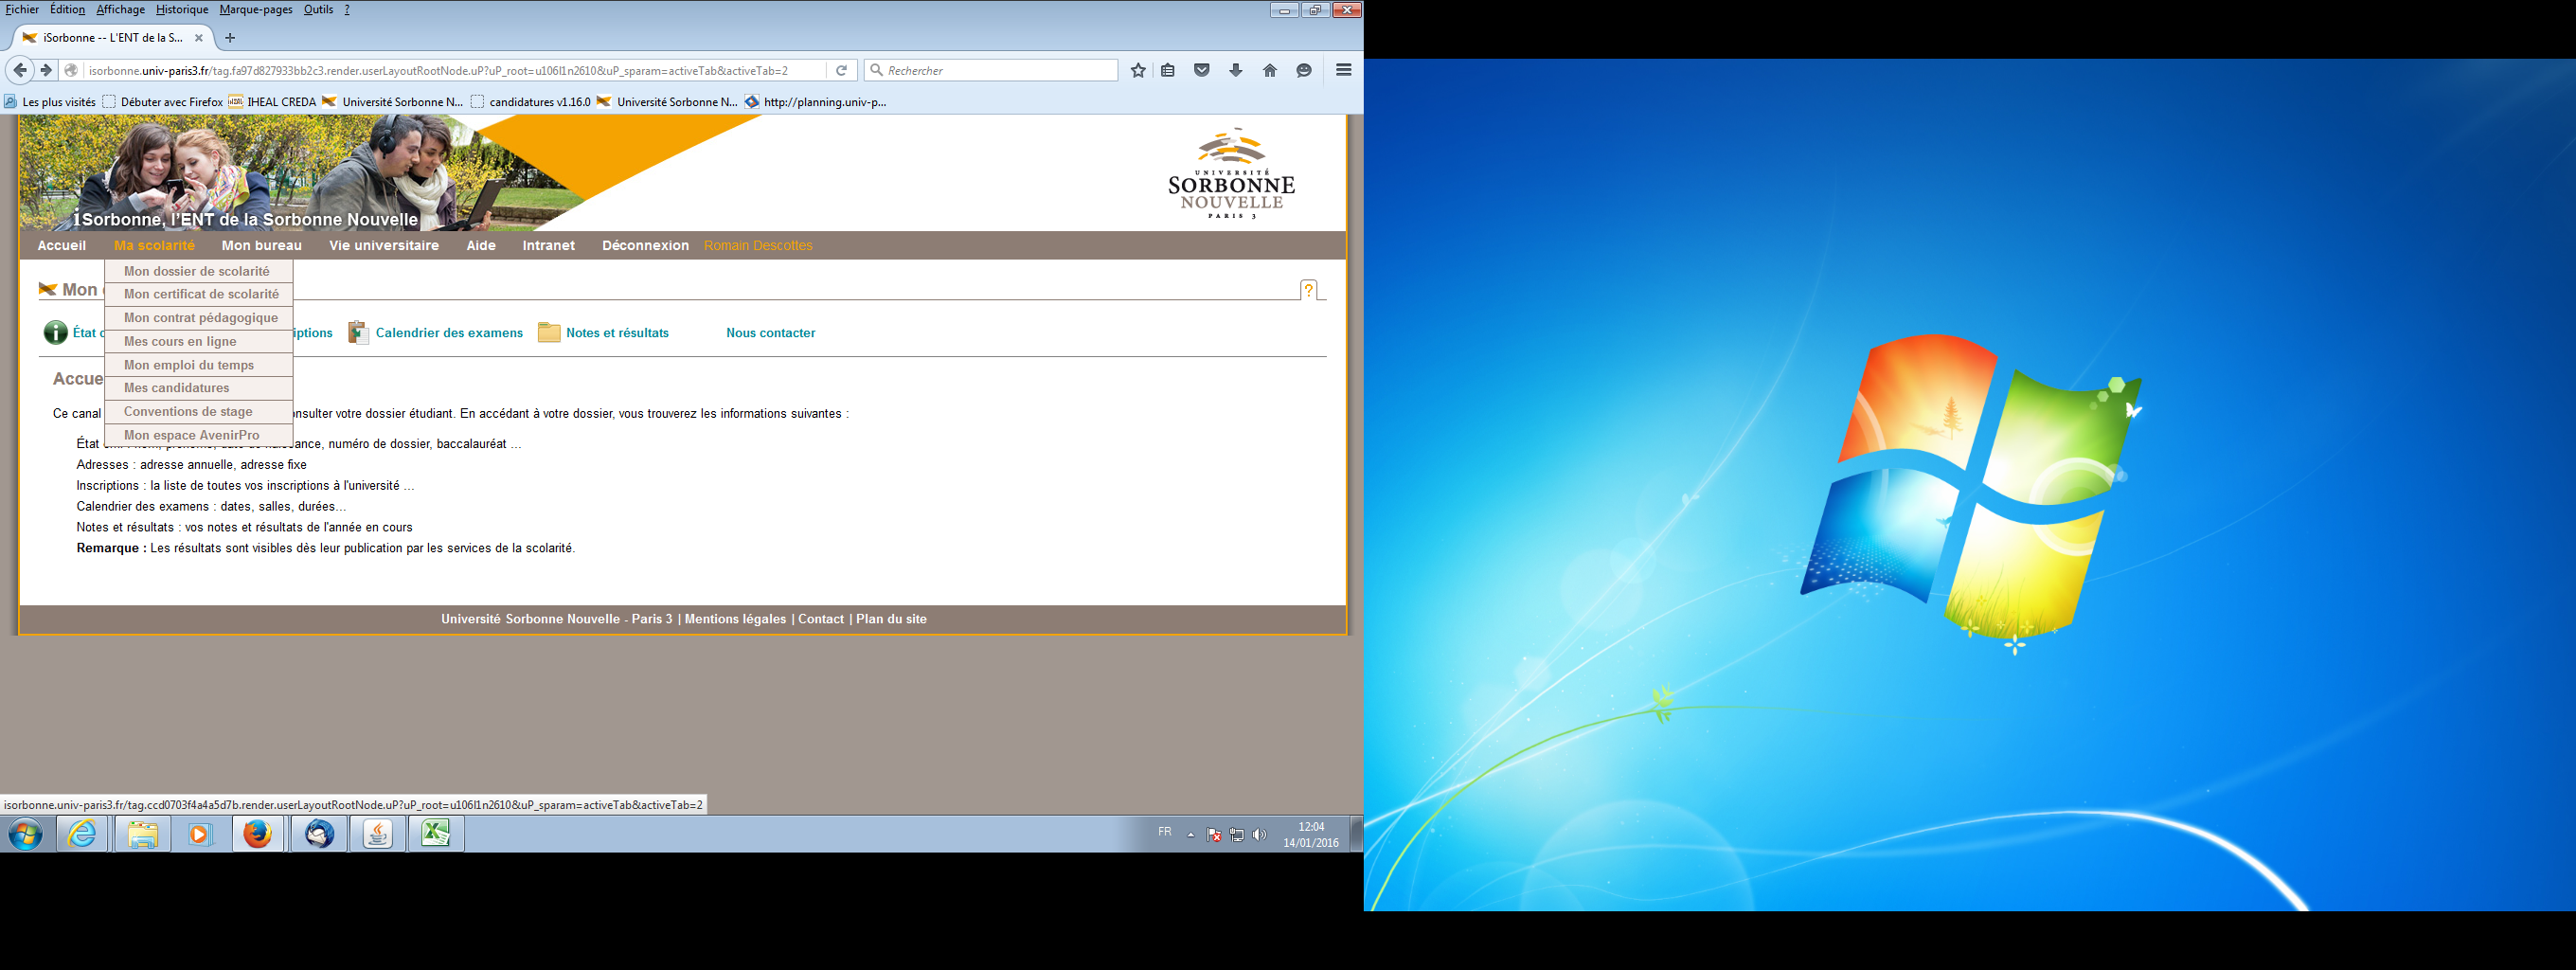 Fichier Édition Affichage Historique Marque-pages Outils ?
iSorbonne -- L'ENT de la S...
isorbonne.univ-paris3.fr/tag.fa97d827933bb2c3.render.userLayoutRootNode.uP?uP_root=u106l1n2610&uP_sparam=activeTab&activeTab=2 Rechercher
Les plus visités Débuter avec Firefox IHEAL CREDA Université Sorbonne N... candidatures v1.16.0 Université Sorbonne N... http://planning.univ-p...
UNIVERSITÉ
SORBONNE
NOUVELLE
PARIS 3
iSorbonne, l'ENT de la Sorbonne Nouvelle
Accueil Ma scolarité Mon bureau Vie universitaire Aide Intranet Déconnexion Romain Descottes
Mon dossier de scolarité
Mon certificat de scolarité
Mon contrat pédagogique
Mes cours en ligne
Mon emploi du temps
Mes candidatures
Conventions de stage
Mon espace AvenirPro
Mon ?
État iptions Calendrier des examens Notes et résultats Nous contacter
Accue
Ce canal onsulter votre dossier étudiant. En accédant à votre dossier, vous trouverez les informations suivantes :
État ance, numéro de dossier, baccalauréat ...
Adresses : adresse annuelle, adresse fixe
Inscriptions : la liste de toutes vos inscriptions à l'université ...
Calendrier des examens : dates, salles, durées...
Notes et résultats : vos notes et résultats de l'année en cours
Remarque : Les résultats sont visibles dès leur publication par les services de la scolarité.
Université Sorbonne Nouvelle - Paris 3 | Mentions légales | Contact | Plan du site
isorbonne.univ-paris3.fr/tag.ccd0703f4a4a5d7b.render.userLayoutRootNode.uP?uP_root=u106l1n2610&uP_sparam=activeTab&activeTab=2
FR 12:04
14/01/2016